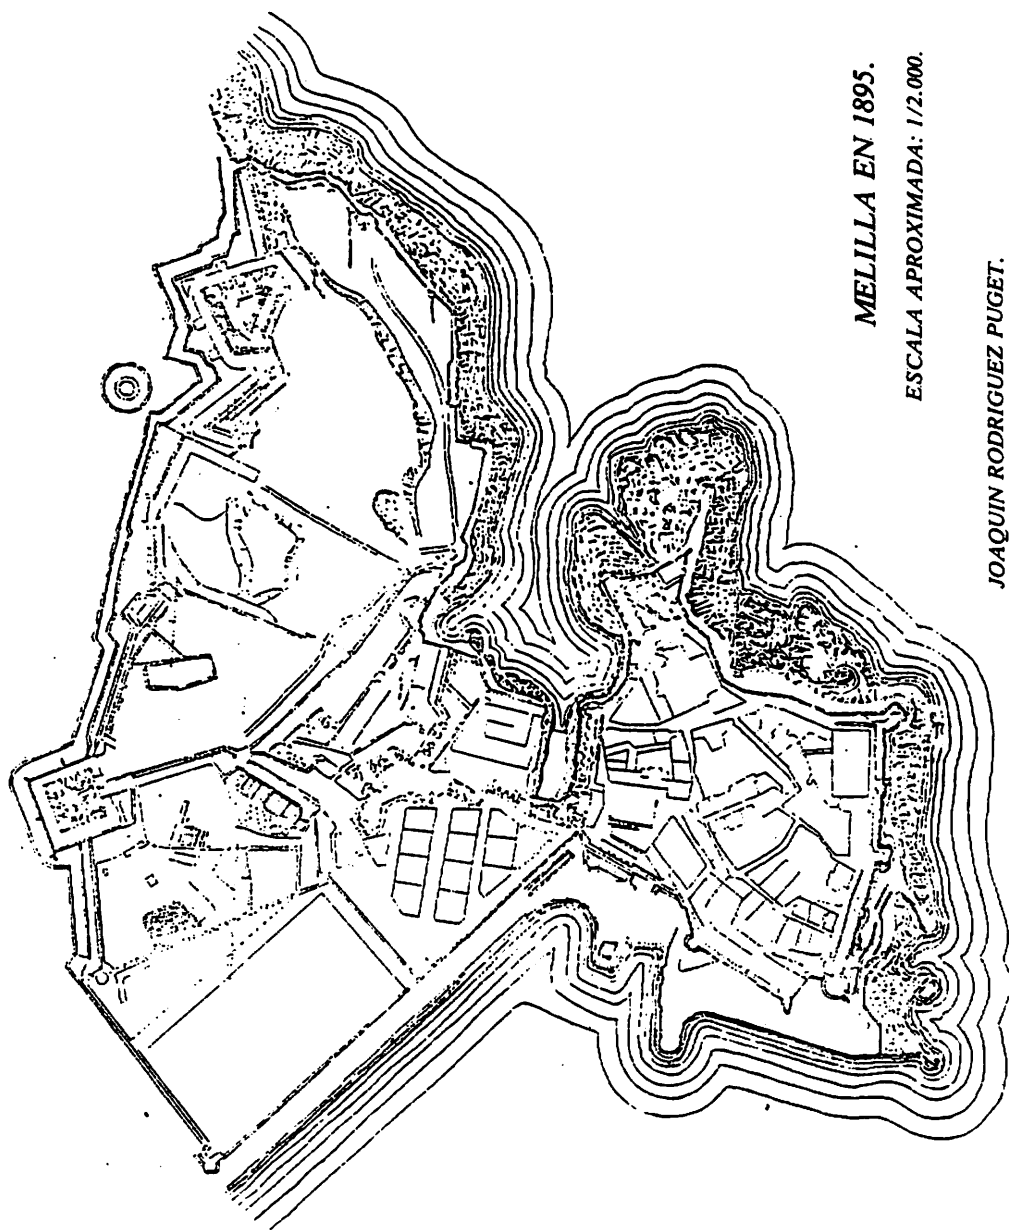 MELILLA EN 1895.
ESCALA APROXIMADA: 1/2.000.
JOAQUIN RODRIGUEZ PUGET.